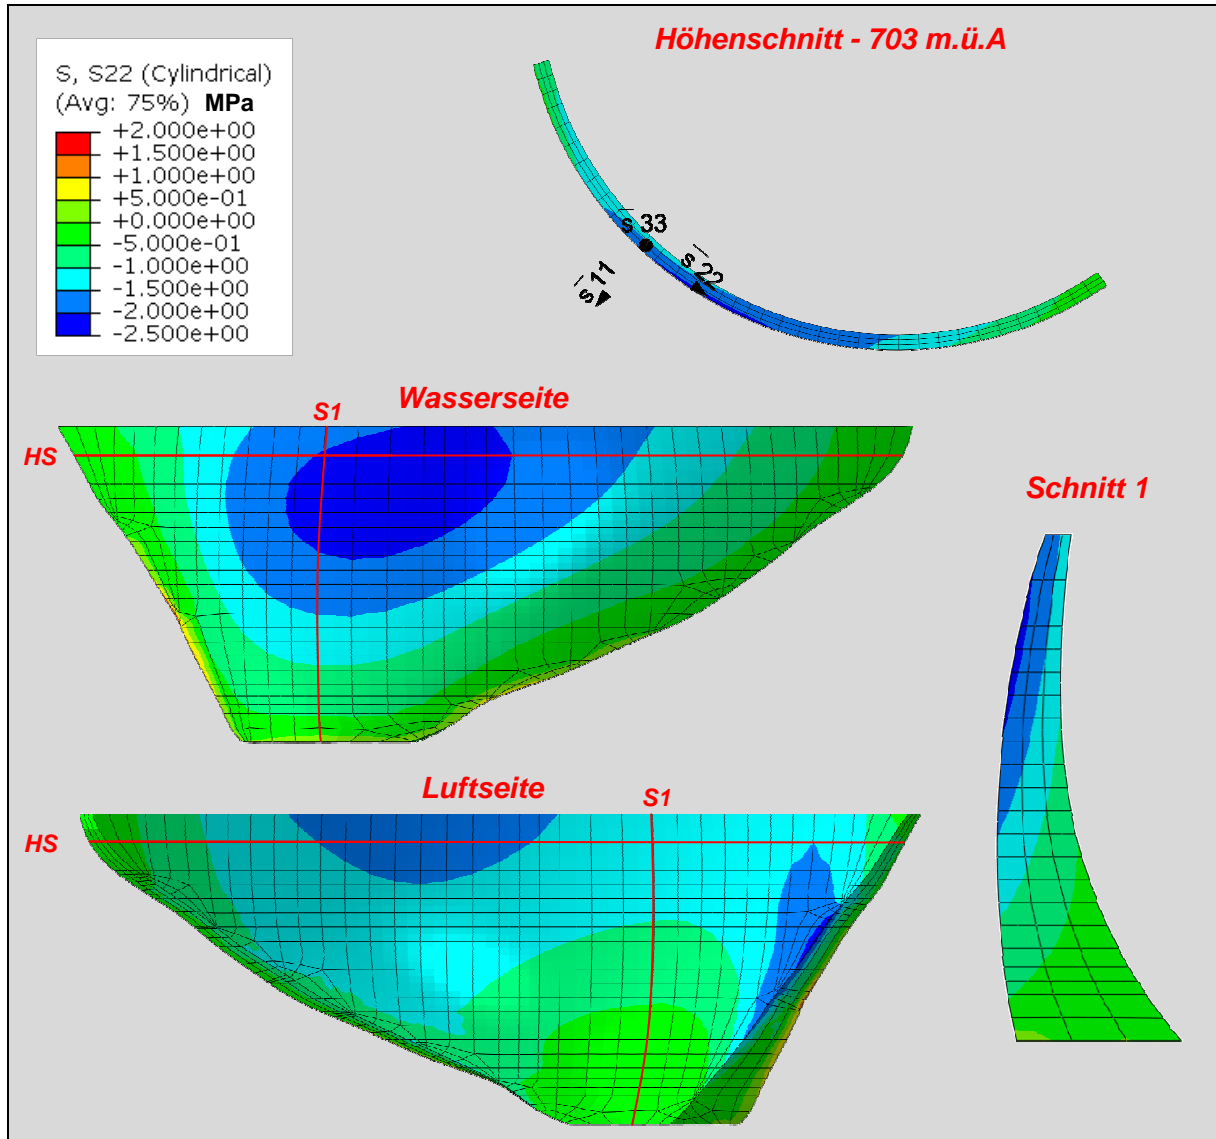 Höhenschnitt - 703 m.ü.A
S, S22 (Cylindrical)
(Avg: 75%) MPa
+2.000e+00
+1.500e+00
+1.000e+00
+5.000e-01
+0.000e+00
-5.000e-01
-1.000e+00
-1.500e+00
-2.000e+00
-2.500e+00
s 33
s 22
s 11
Wasserseite
S1
HS
Schnitt 1
Luftseite
S1
HS